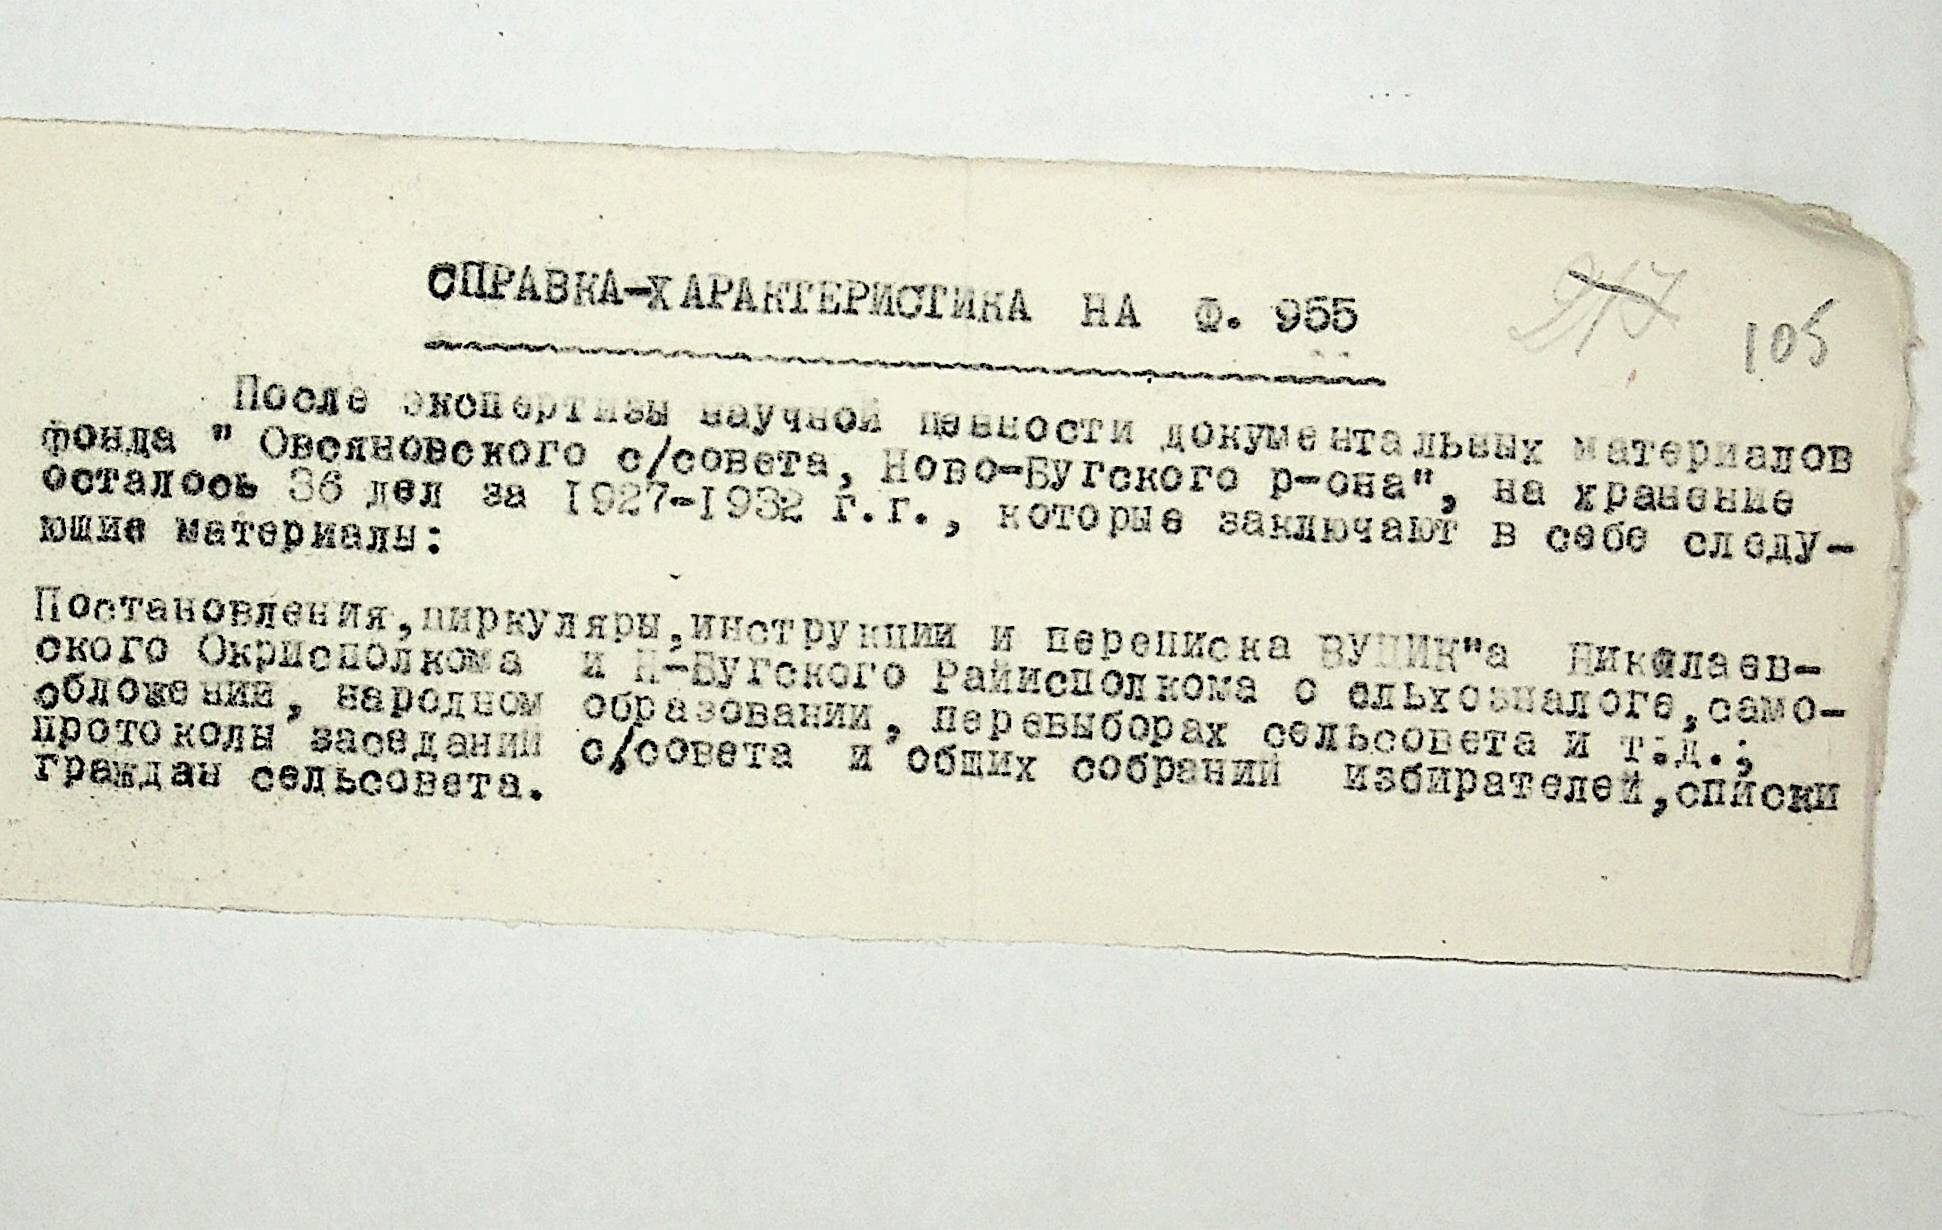 СПРАВКА-ХАРАКТЕРИСТИКА НА Ф. 955
105
После экспертизы научной ценности документальных материалов
фонда " Овсяновского с/совета, Ново-Бугского р-она", на хранение
осталось 36 дел за 1927-1932 г.г., которые заключают в себе следу-
ющие материалы:
Постановления,циркуляры,инструкции и переписка ВУЦИК"а Николаев-
ского Окрисполкома и Н-Бугского Райисполкома о ельхозналоге,само-
обложении, народном образовании, перевыборах сельсовета и т.д.;
протоколы заседаний с/совета и общих собраний избирателей,списки
граждан сельсовета.